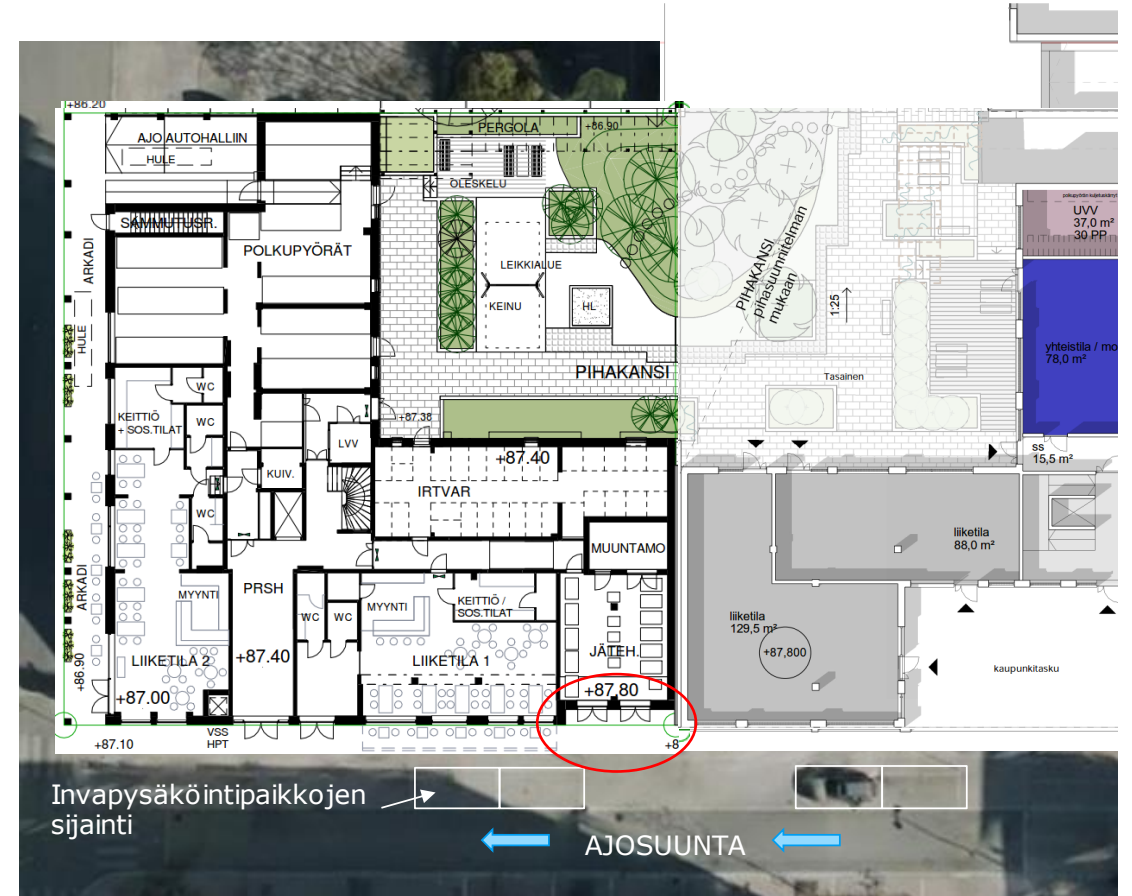 +86.20
AJO AUTOHALLIIN
HULE
PERGOLA
+86.90
OLESKELU
SAMMUTUSR.
ARKADI
POLKUPYÖRÄT
LEIKKIALUE
KEINU
HL
PIHAKANSI
pihasuunnitelman
mukaan
1:25
UVV
37,0 m²
30 PP
yhteistila / mo
78,0 m²
HULE
WC
KEITTIÖ
+ SOS.TILAT
WC
PIHAKANSI
Tasainen
+87.38
LVV
+87.40
ss
15,5 m²
KUIV.
IRTVAR
WC
liiketila
88,0 m²
MUUNTAMO
ARKADI
PRSH
MYYNTI
WC
WC
MYYNTI
KEITTIÖ /
SOS.TILAT
liiketila
129,5 m²
+86.90
LIIKETILA 2
+87.40
LIIKETILA 1
JÄTEH.
+87,800
kaupunkitasku
+87.00
+87.80
+87.10
VSS
HPT
+8
Invapysäköintipaikkojen
sijainti
AJOSUUNTA